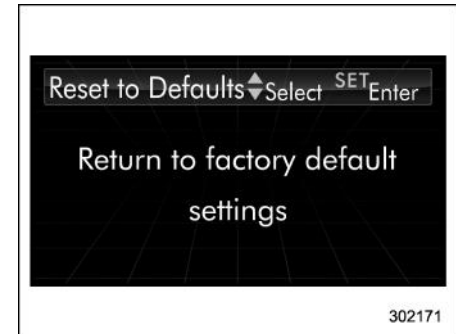 Reset to Defaults Select SET Enter
Return to factory default
settings
302171